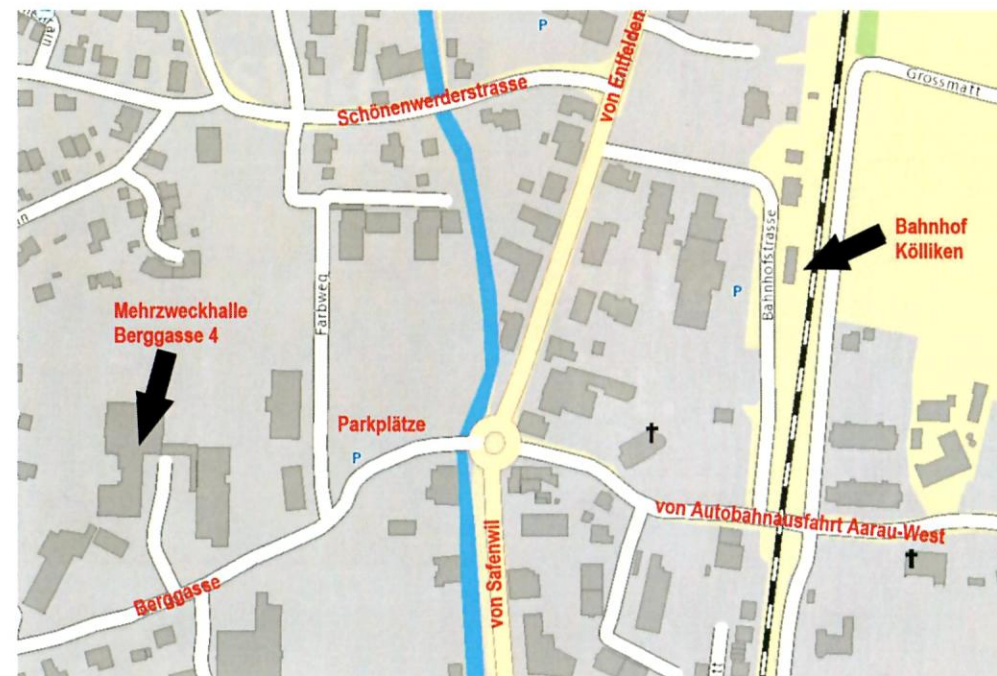 P
von Entfelden
Schönenwerderstrasse
Grossmatt
Bahnhof
Kölliken
Bahnhofstrasse
P
Mehrzweckhalle
Berggasse 4
Farbweg
Parkplätze
P
von Autobahnausfahrt Aarau-West
von Safenwil
Berggasse